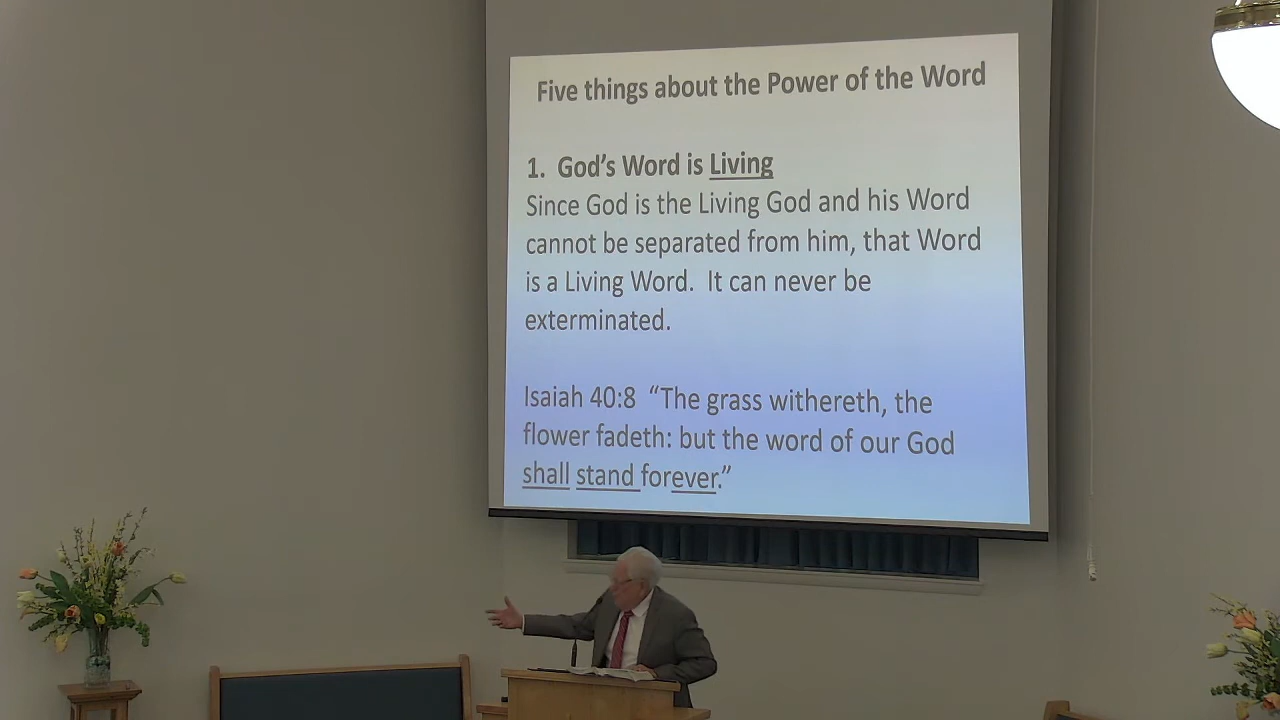 Five things about the Power of the Word
1. God’s Word is Living
Since God is the Living God and his Word
cannot be separated from him, that Word
is a Living Word. It can never be
exterminated.
Isaiah 40:8 “The grass withereth, the
flower fadeth: but the word of our God
shall stand forever.”